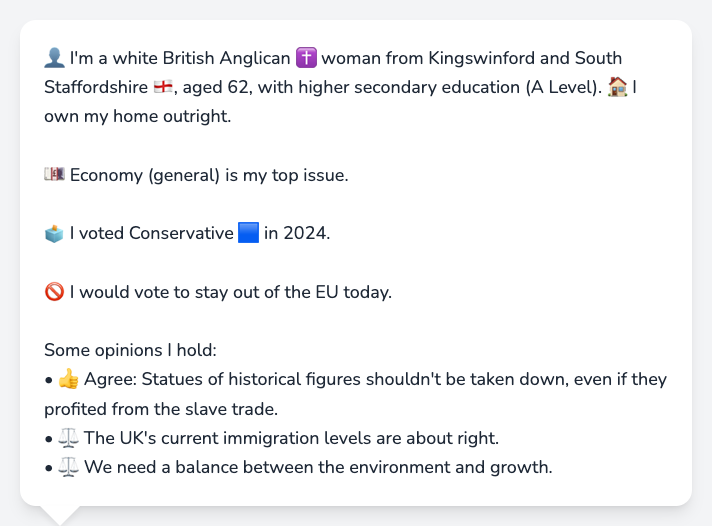 👤 I'm a white British Anglican ✝️ woman from Kingswinford and South
Staffordshire 🏴󠁧󠁢󠁥󠁮󠁧󠁿, aged 62, with higher secondary education (A Level). 🏠 I
own my home outright.
💷 Economy (general) is my top issue.
🗳️ I voted Conservative 🟦 in 2024.
🚫 I would vote to stay out of the EU today.
Some opinions I hold:
• 👍 Agree: Statues of historical figures shouldn't be taken down, even if they
profited from the slave trade.
• ⚖️ The UK's current immigration levels are about right.
• ⚖️ We need a balance between the environment and growth.